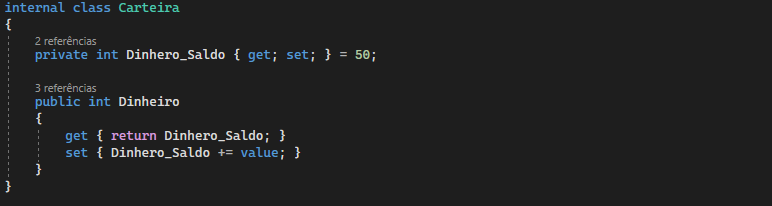 internal class Carteira
{
2 referências
private int Dinhero_Saldo { get; set; } = 50;
3 referências
public int Dinheiro
{
get { return Dinhero_Saldo; }
set { Dinhero_Saldo += value; }
}
}